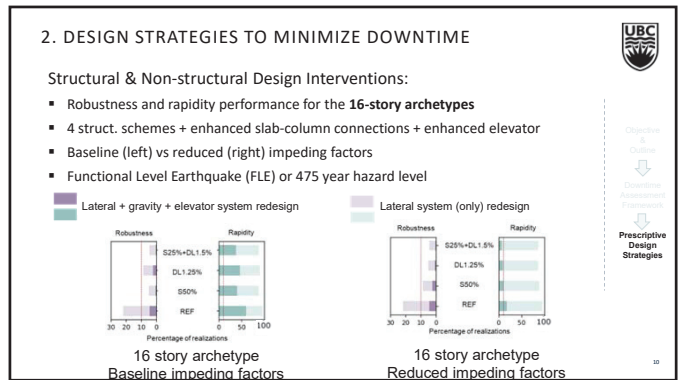 2. DESIGN STRATEGIES TO MINIMIZE DOWNTIME
UBC
Structural & Non-structural Design Interventions:
▪ Robustness and rapidity performance for the 16-story archetypes
▪ 4 struct. schemes + enhanced slab-column connections + enhanced elevator
▪ Baseline (left) vs reduced (right) impeding factors
▪ Functional Level Earthquake (FLE) or 475 year hazard level
Objective
&
Outline
Downtime
Assessment
Framework
Prescriptive
Design
Strategies
Lateral + gravity + elevator system redesign
Lateral system (only) redesign
Robustness Rapidity
S25%+DL1.5%
DL1.25%
S50%
REF
30 20 10 0 0 50 100
Percentage of realizations
16 story archetype
Baseline impeding factors
Robustness Rapidity
S25%+DL1.5%
DL1.25%
S50%
REF
30 20 10 0 0 50 100
Percentage of realizations
16 story archetype
Reduced impeding factors
10